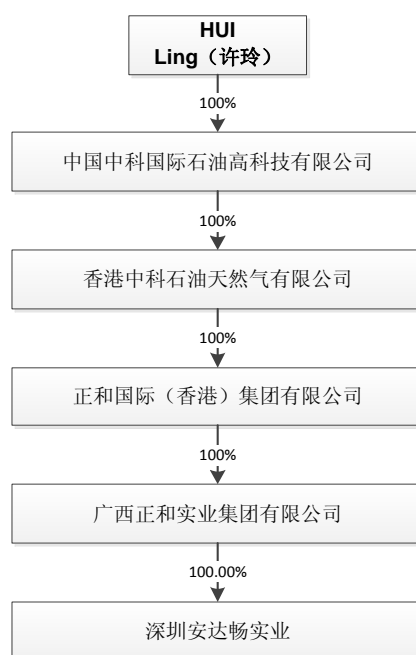 HUI
Ling（许玲）
100%
中国中科国际石油高科技有限公司
100%
香港中科石油天然气有限公司
100%
正和国际（香港）集团有限公司
100%
广西正和实业集团有限公司
100.00%
深圳安达畅实业